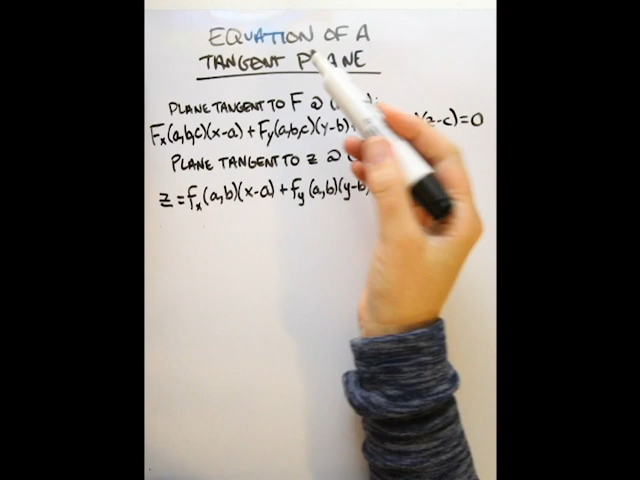 EQUATION OF A
TANGENT PLANE
PLANE TANGENT TO F @ (
Fx(a,b,c)(x-a) + Fy(a,b,c)(y-b) (z-c)=0
PLANE TANGENT TO z @ (
z = fx(a,b)(x-a) + fy(a,b)(y-b)